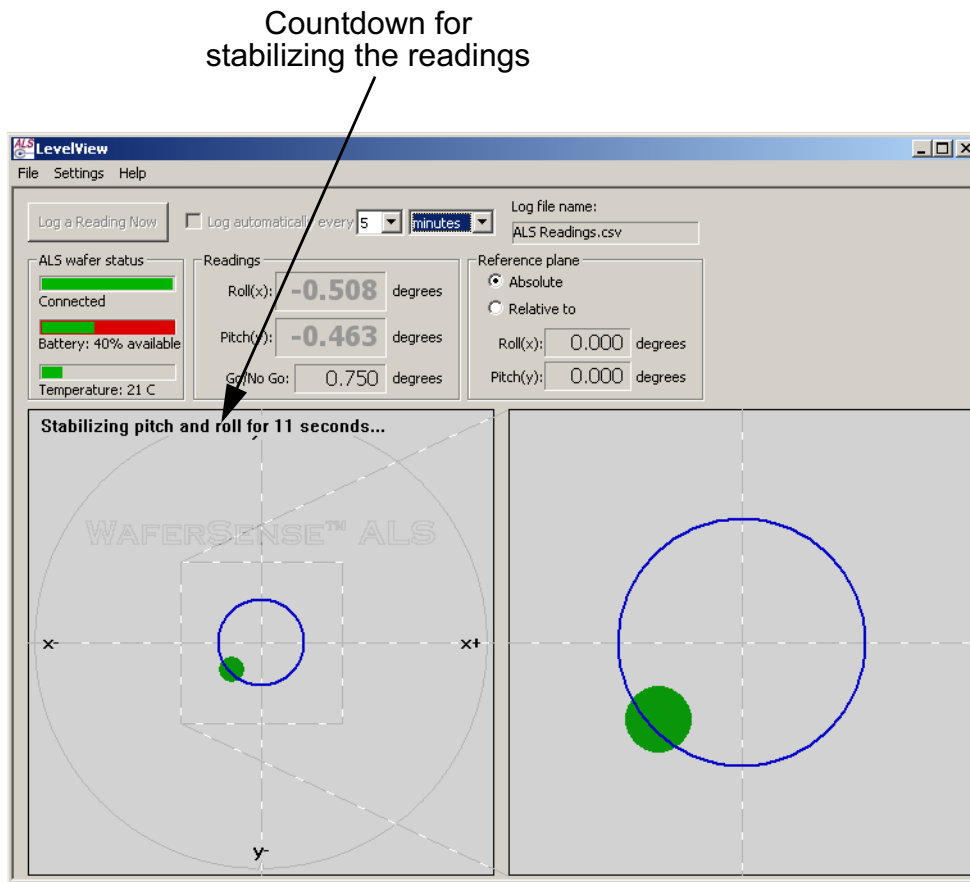 Countdown for
stabilizing the readings
ALS LevelView
File Settings Help
Log a Reading Now
Log automatically every 5 minutes
Log file name:
ALS Readings.csv
ALS wafer status
Connected
Battery: 40% available
Temperature: 21 C
Readings
Roll(x): -0.508 degrees
Pitch(y): -0.463 degrees
Go/No Go: 0.750 degrees
Reference plane
Absolute
Relative to
Roll(x): 0.000 degrees
Pitch(y): 0.000 degrees
Stabilizing pitch and roll for 11 seconds...
WAFERSENSE™ ALS
x-
x+
y-